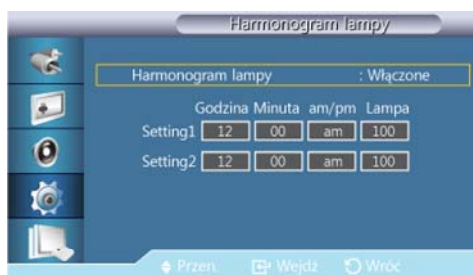 Harmonogram lampy
Harmonogram lampy : Włączone
Godzina Minuta am/pm Lampa
Setting1 12 00 am 100
Setting2 12 00 am 100
Przen. Wejdź Wróć